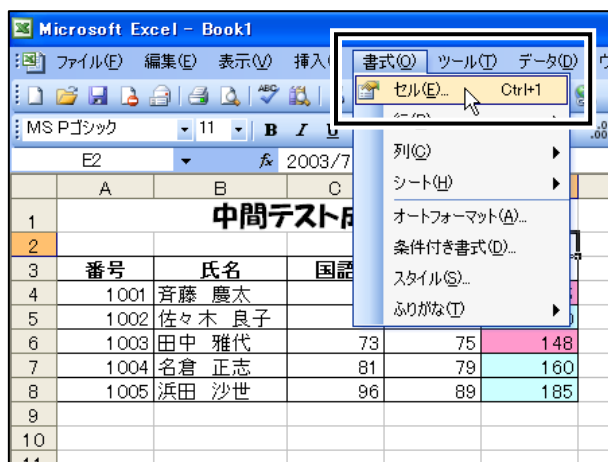 Microsoft Excel - Book1
ファイル(F) 編集(E) 表示(V) 挿入( 書式(O) ツール(T) データ(D)
セル(E)... Ctrl+1
MS Pゴシック 11 B I U
列(C)
シート(H)
オートフォーマット(A)...
条件付き書式(D)...
スタイル(S)...
ふりがな(T)
E2 fx 2003/7
A B C
1 中間テスト成
2
3 番号 氏名 国語
4 1001 斉藤 慶太
5 1002 佐々木 良子
6 1003 田中 雅代 73 75 148
7 1004 名倉 正志 81 79 160
8 1005 浜田 沙世 96 89 185
9
10